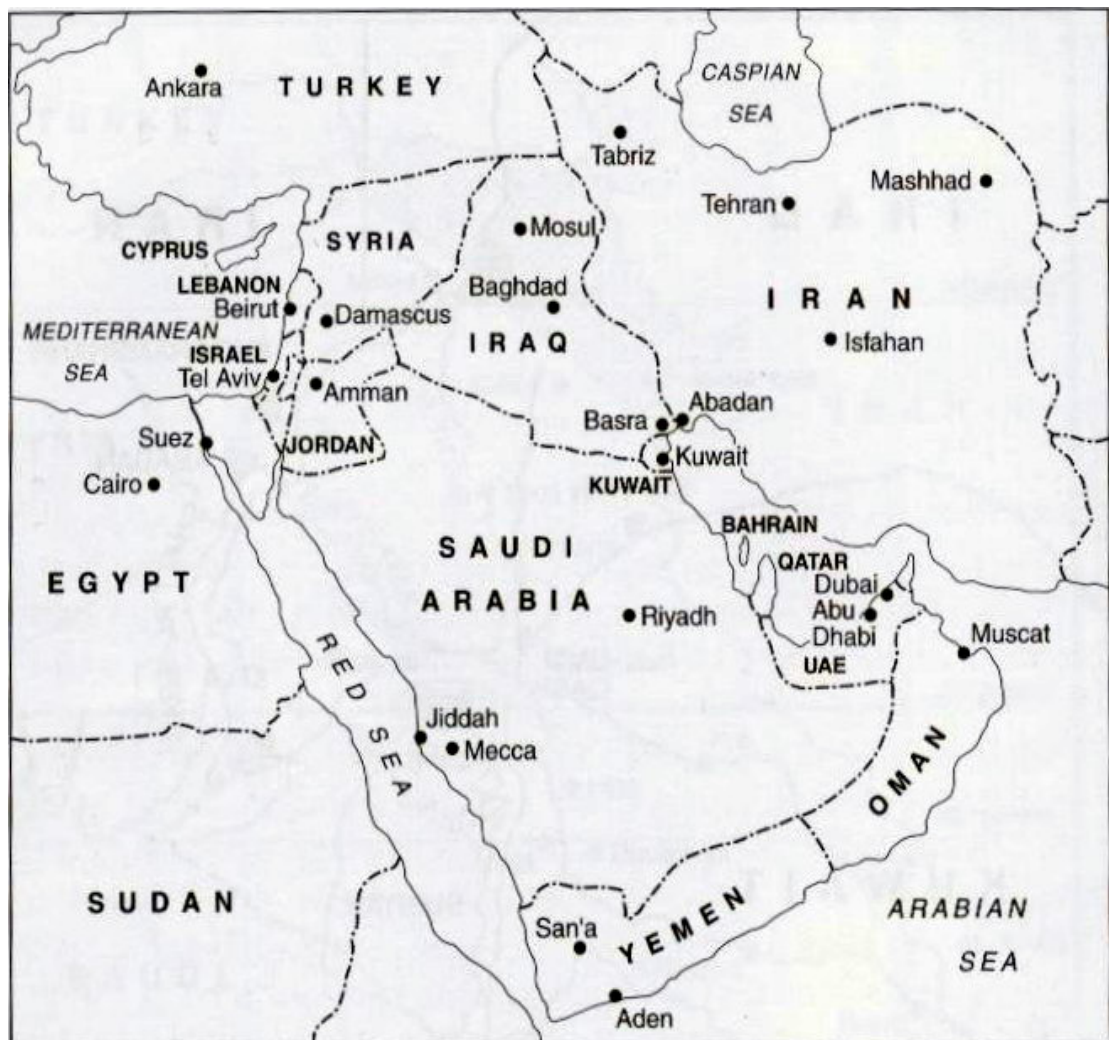 CASPIAN
SEA
Ankara
TURKEY
Tabriz
Mashhad
Tehran
Mosul
SYRIA
CYPRUS
LEBANON
Beirut
Baghdad
IRAN
Damascus
MEDITERRANEAN
SEA
IRAQ
Isfahan
ISRAEL
Tel Aviv
Amman
Abadan
Basra
Suez
JORDAN
Kuwait
Cairo
KUWAIT
BAHRAIN
SAUDI
ARABIA
QATAR
EGYPT
Dubai
Abu
Dhabi
Riyadh
Muscat
UAE
RED SEA
Jiddah
Mecca
OMAN
SUDAN
YEMEN
ARABIAN
SEA
San'a
Aden